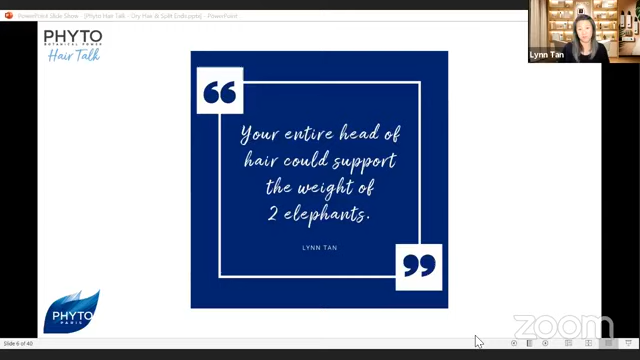 PowerPoint Slide Show - [Phyto Hair Talk - Dry Hair & Split Ends.pptx] - PowerPoint
PHYTO
BOTANICAL POWER
Hair Talk
Lynn Tan
“
Your entire head of
hair could support
the weight of
2 elephants.
LYNN TAN
”
PHYTO
PARIS
Slide 6 of 40
zoom